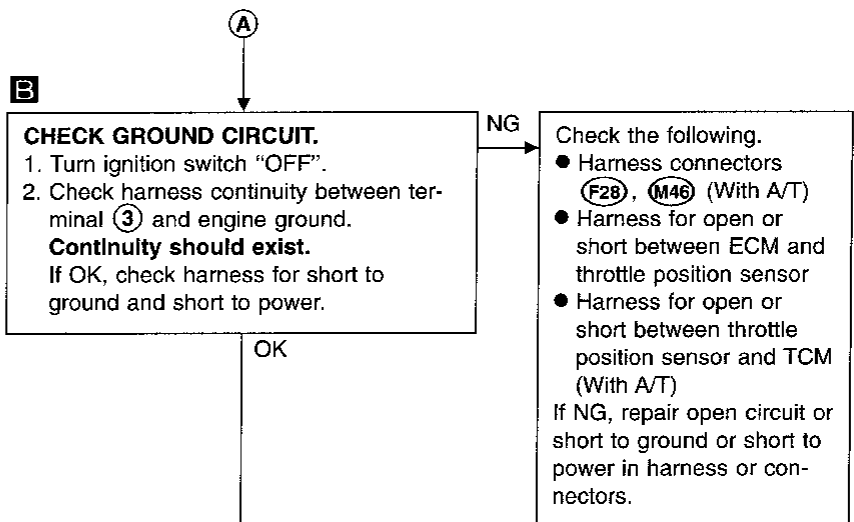 A
B
CHECK GROUND CIRCUIT.
1. Turn ignition switch “OFF”.
2. Check harness continuity between ter-
minal 3 and engine ground.
Continuity should exist.
If OK, check harness for short to
ground and short to power.
NG
OK
Check the following.
● Harness connectors
F28, M46 (With A/T)
● Harness for open or
short between ECM and
throttle position sensor
● Harness for open or
short between throttle
position sensor and TCM
(With A/T)
If NG, repair open circuit or
short to ground or short to
power in harness or con-
nectors.